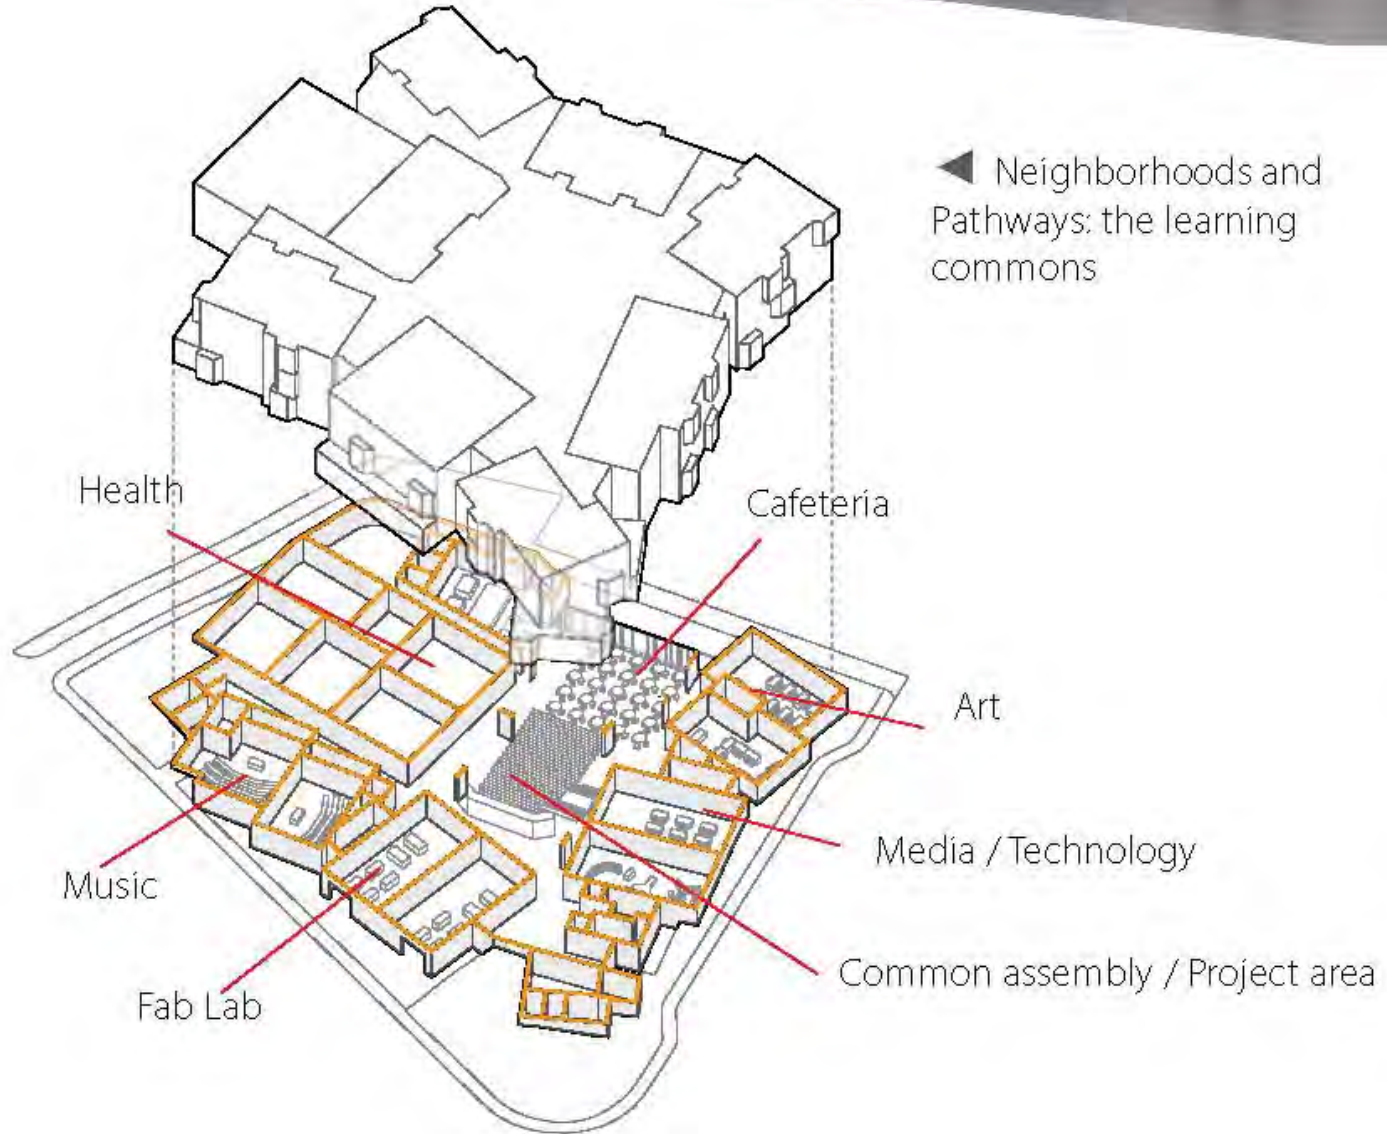 ◄ Neighborhoods and
Pathways: the learning
commons
Health
Cafeteria
Art
Media / Technology
Music
Common assembly / Project area
Fab Lab